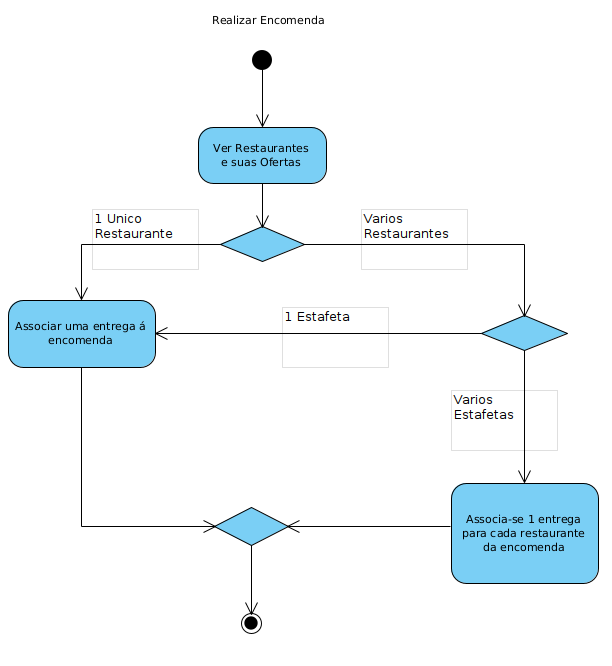 Realizar Encomenda
Ver Restaurantes
e suas Ofertas
1 Unico
Restaurante
Varios
Restaurantes
Associar uma entrega á
encomenda
1 Estafeta
Varios
Estafetas
Associa-se 1 entrega
para cada restaurante
da encomenda